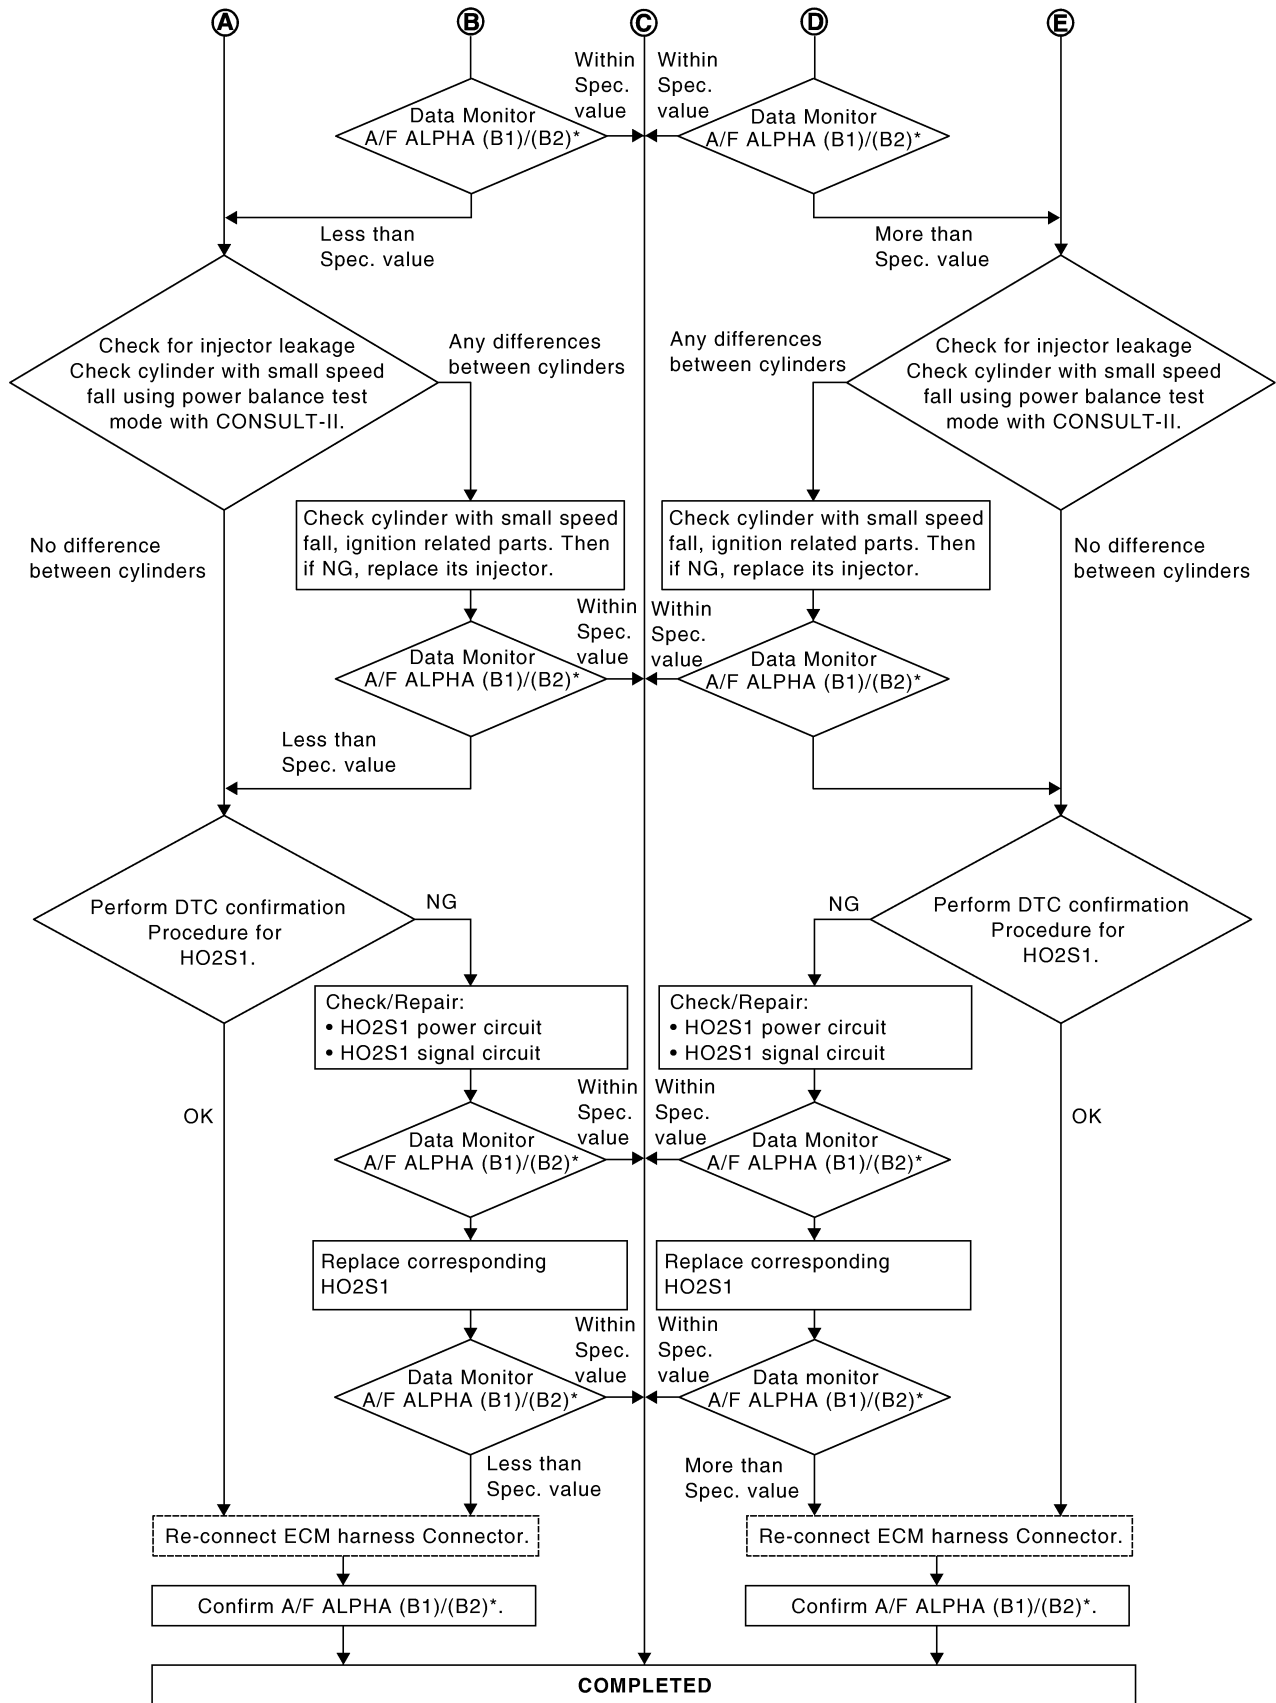 A
B
C
D
E
Within
Spec.
value
Within
Spec.
value
Data Monitor
A/F ALPHA (B1)/(B2)*
Data Monitor
A/F ALPHA (B1)/(B2)*
Less than
Spec. value
More than
Spec. value
Check for injector leakage
Check cylinder with small speed
fall using power balance test
mode with CONSULT-II.
Any differences
between cylinders
Any differences
between cylinders
Check for injector leakage
Check cylinder with small speed
fall using power balance test
mode with CONSULT-II.
No difference
between cylinders
Check cylinder with small speed
fall, ignition related parts. Then
if NG, replace its injector.
Check cylinder with small speed
fall, ignition related parts. Then
if NG, replace its injector.
No difference
between cylinders
Within
Spec.
value
Within
Spec.
value
Data Monitor
A/F ALPHA (B1)/(B2)*
Data Monitor
A/F ALPHA (B1)/(B2)*
Less than
Spec. value
Perform DTC confirmation
Procedure for
HO2S1.
NG
NG
Perform DTC confirmation
Procedure for
HO2S1.
Check/Repair:
• HO2S1 power circuit
• HO2S1 signal circuit
Check/Repair:
• HO2S1 power circuit
• HO2S1 signal circuit
OK
Within
Spec.
value
Within
Spec.
value
OK
Data Monitor
A/F ALPHA (B1)/(B2)*
Data Monitor
A/F ALPHA (B1)/(B2)*
Replace corresponding
HO2S1
Replace corresponding
HO2S1
Within
Spec.
value
Within
Spec.
value
Data Monitor
A/F ALPHA (B1)/(B2)*
Data monitor
A/F ALPHA (B1)/(B2)*
Less than
Spec. value
More than
Spec. value
Re-connect ECM harness Connector.
Re-connect ECM harness Connector.
Confirm A/F ALPHA (B1)/(B2)*.
Confirm A/F ALPHA (B1)/(B2)*.
COMPLETED